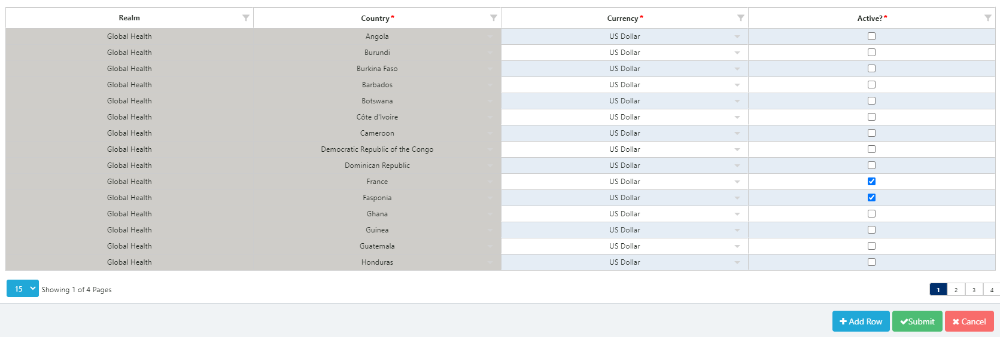 Realm Country* Currency* Active?*
Global Health Angola US Dollar
Global Health Burundi US Dollar
Global Health Burkina Faso US Dollar
Global Health Barbados US Dollar
Global Health Botswana US Dollar
Global Health Côte d'Ivoire US Dollar
Global Health Cameroon US Dollar
Global Health Democratic Republic of the Congo US Dollar
Global Health Dominican Republic US Dollar
Global Health France US Dollar
Global Health Fasponia US Dollar
Global Health Ghana US Dollar
Global Health Guinea US Dollar
Global Health Guatemala US Dollar
Global Health Honduras US Dollar
15 Showing 1 of 4 Pages 1 2 3 4
Add Row Submit Cancel